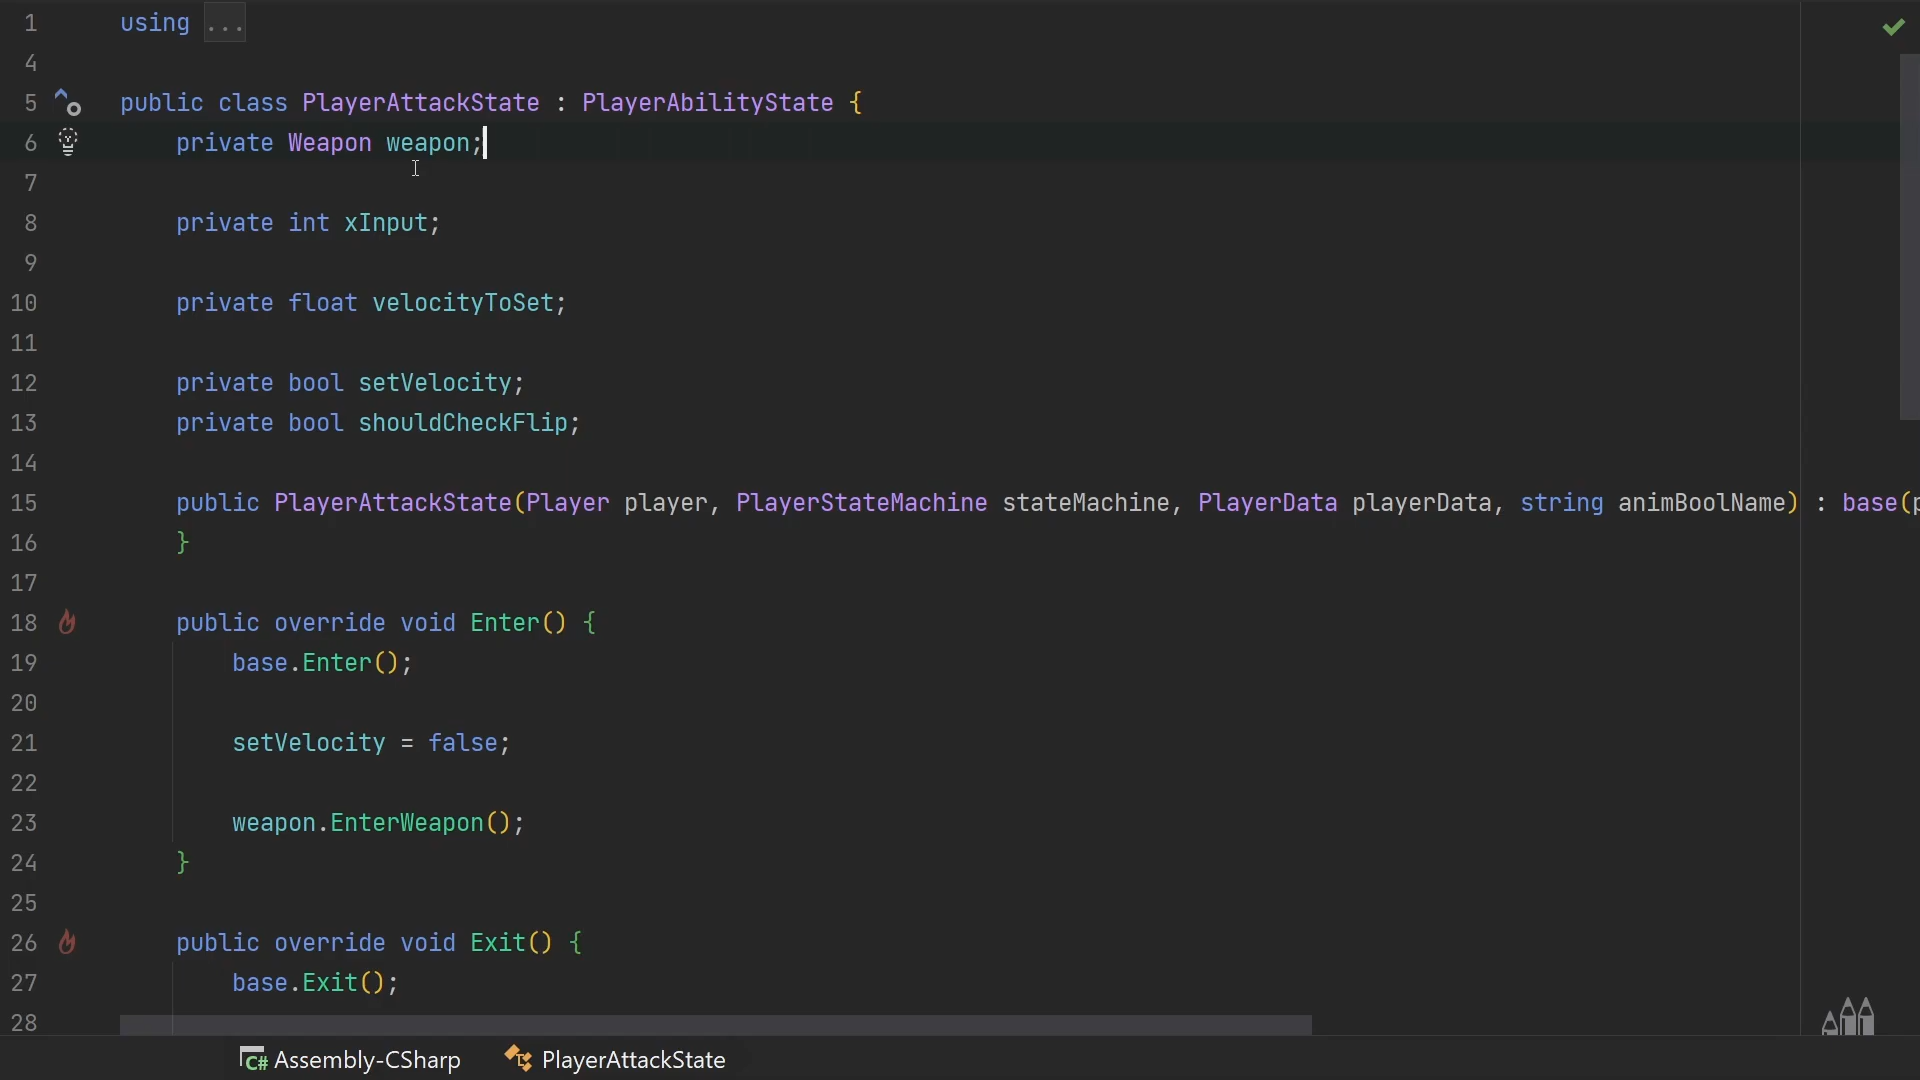 1 using ...
4
5 public class PlayerAttackState : PlayerAbilityState {
6 private Weapon weapon;
7
8 private int xInput;
9
10 private float velocityToSet;
11
12 private bool setVelocity;
13 private bool shouldCheckFlip;
14
15 public PlayerAttackState(Player player, PlayerStateMachine stateMachine, PlayerData playerData, string animBoolName) : base(p
16 }
17
18 public override void Enter() {
19 base.Enter();
20
21 setVelocity = false;
22
23 weapon.EnterWeapon();
24 }
25
26 public override void Exit() {
27 base.Exit();
28
C# Assembly-CSharp PlayerAttackState